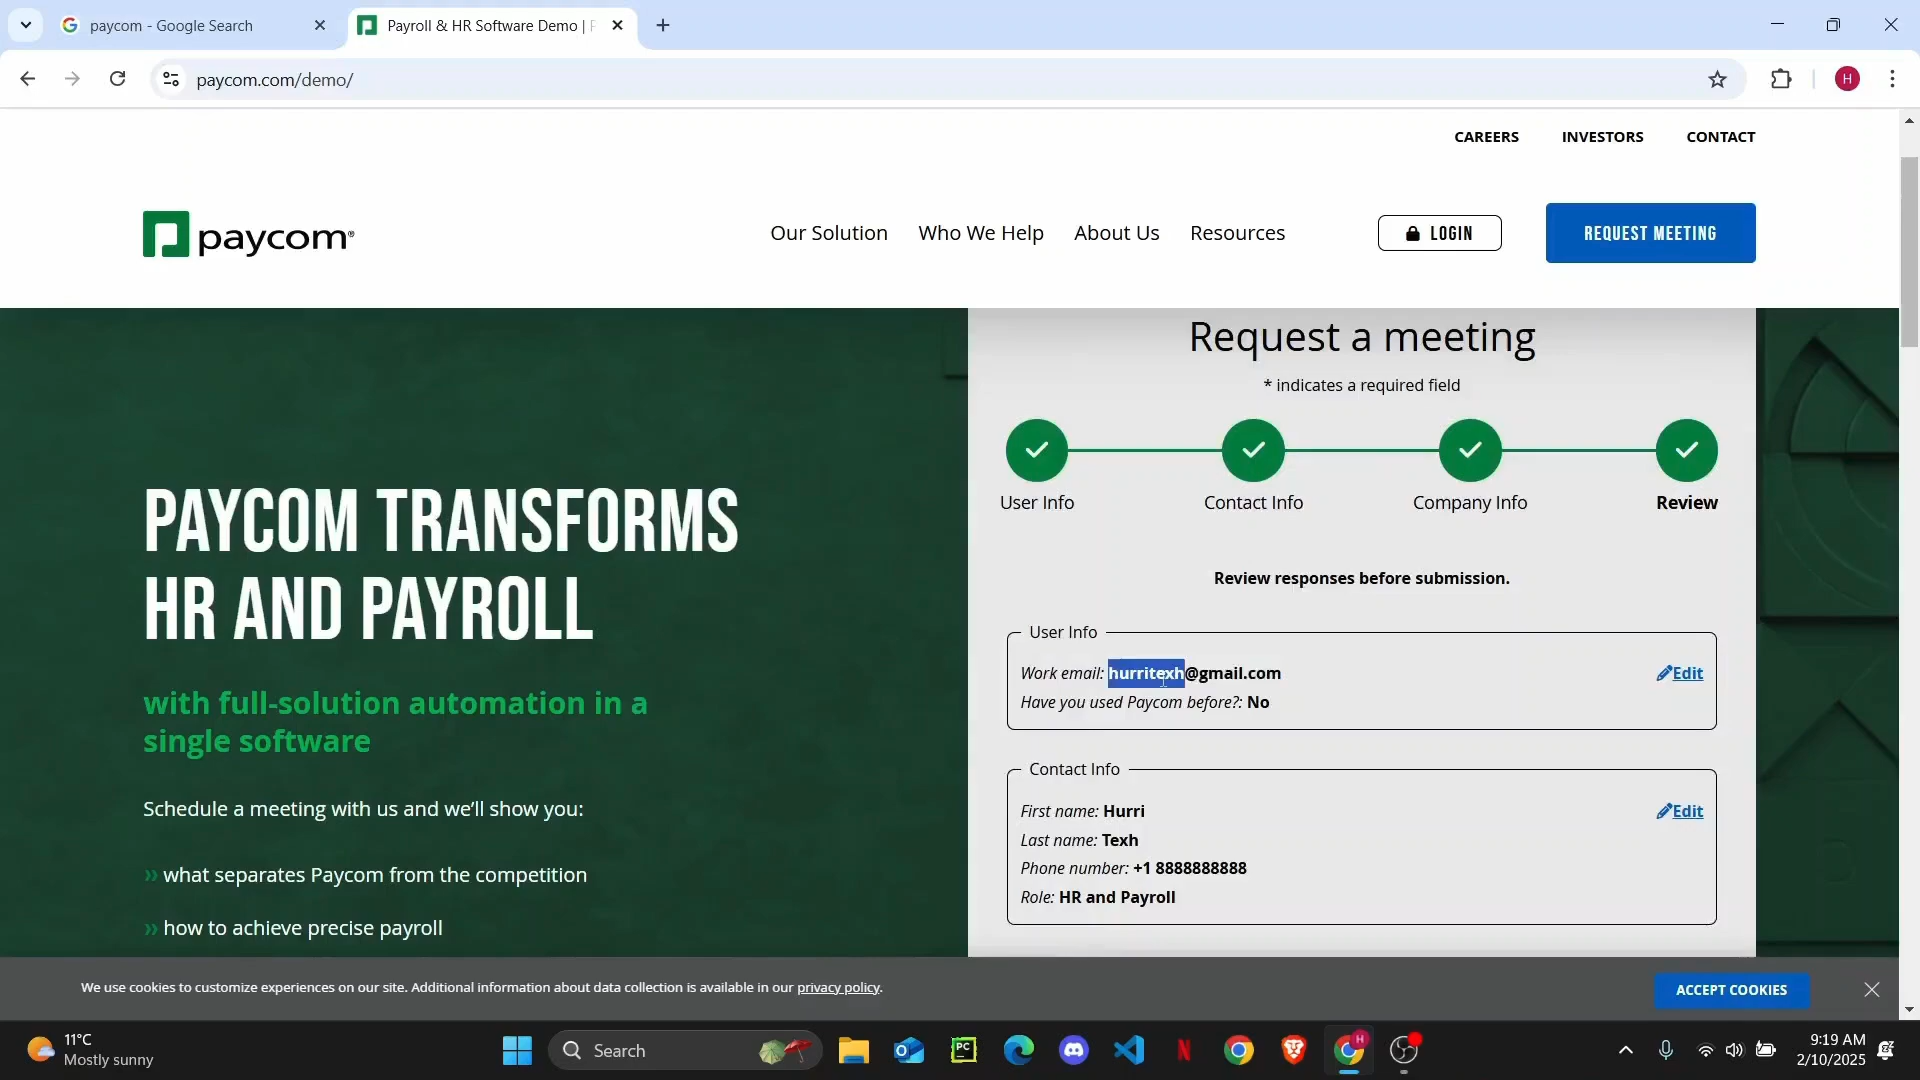 paycom - Google Search
Payroll & HR Software Demo |
paycom.com/demo/
H
CAREERS INVESTORS CONTACT
paycom®
Our Solution Who We Help About Us Resources
LOGIN
REQUEST MEETING
Request a meeting
* indicates a required field
User Info Contact Info Company Info Review
PAYCOM TRANSFORMS
HR AND PAYROLL
with full-solution automation in a
single software
Schedule a meeting with us and we’ll show you:
» what separates Paycom from the competition
» how to achieve precise payroll
Review responses before submission.
User Info
Work email: hurritexh@gmail.com
Edit
Have you used Paycom before?: No
Contact Info
First name: Hurri
Edit
Last name: Texh
Phone number: +1 8888888888
Role: HR and Payroll
We use cookies to customize experiences on our site. Additional information about data collection is available in our privacy policy.
ACCEPT COOKIES
11°C
Mostly sunny
Search
PC
H
9:19 AM
2/10/2025